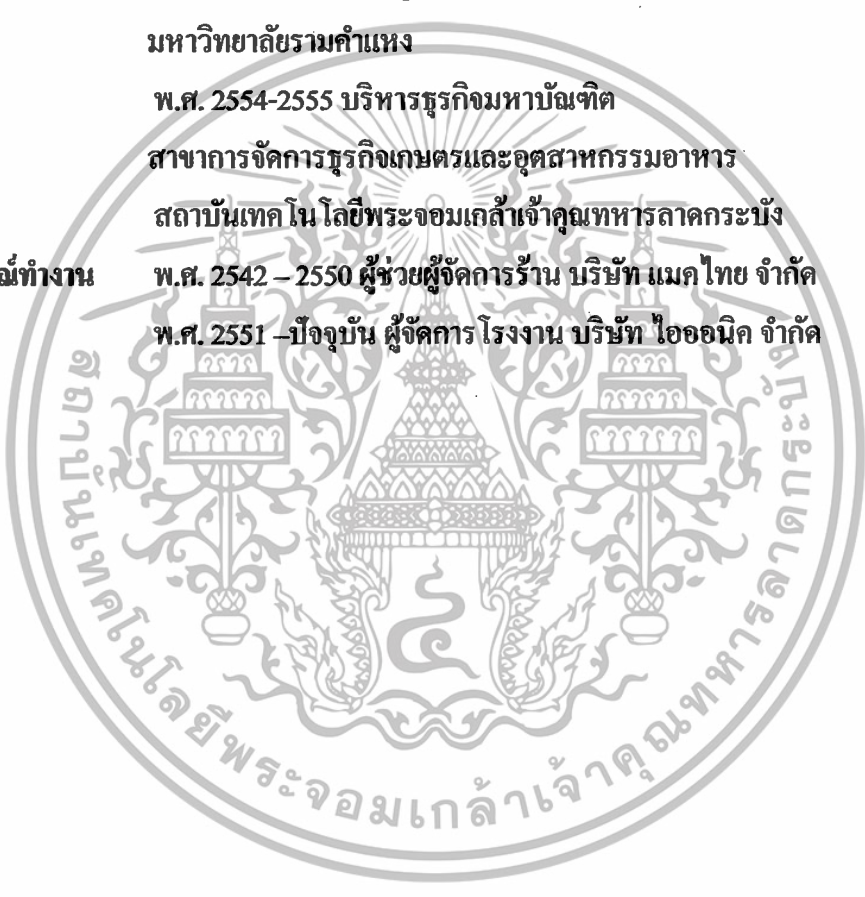 มหาวิทยาลัยรามคำแหง
พ.ศ. 2554-2555 บริหารธุรกิจมหาบัณฑิต
สาขาการจัดการธุรกิจเกษตรและอุตสาหกรรมอาหาร
สถาบันเทคโนโลยีพระจอมเกล้าเจ้าคุณทหารลาดกระบัง
ณ์ทำงาน พ.ศ. 2542 – 2550 ผู้ช่วยผู้จัดการร้าน บริษัท แมคไทย จำกัด
พ.ศ. 2551 –ปัจจุบัน ผู้จัดการโรงงาน บริษัท ไอออนิค จำกัด
สถาบันเทคโนโลยีพระจอมเกล้าเจ้าคุณทหารลาดกระบัง
๔